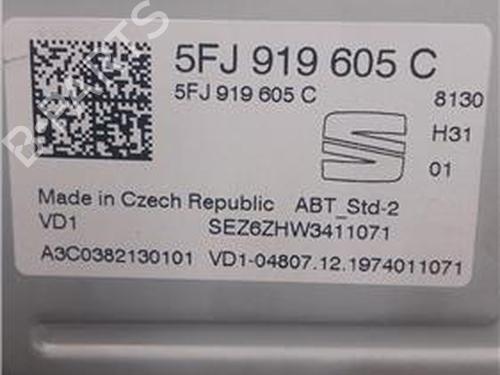 5FJ 919 605 C
5FJ 919 605 C
8130
H31
01
Made in Czech Republic ABT_Std-2
VD1 SEZ6ZHW3411071
A3C0382130101 VD1-04807.12.1974011071
B-PARTS